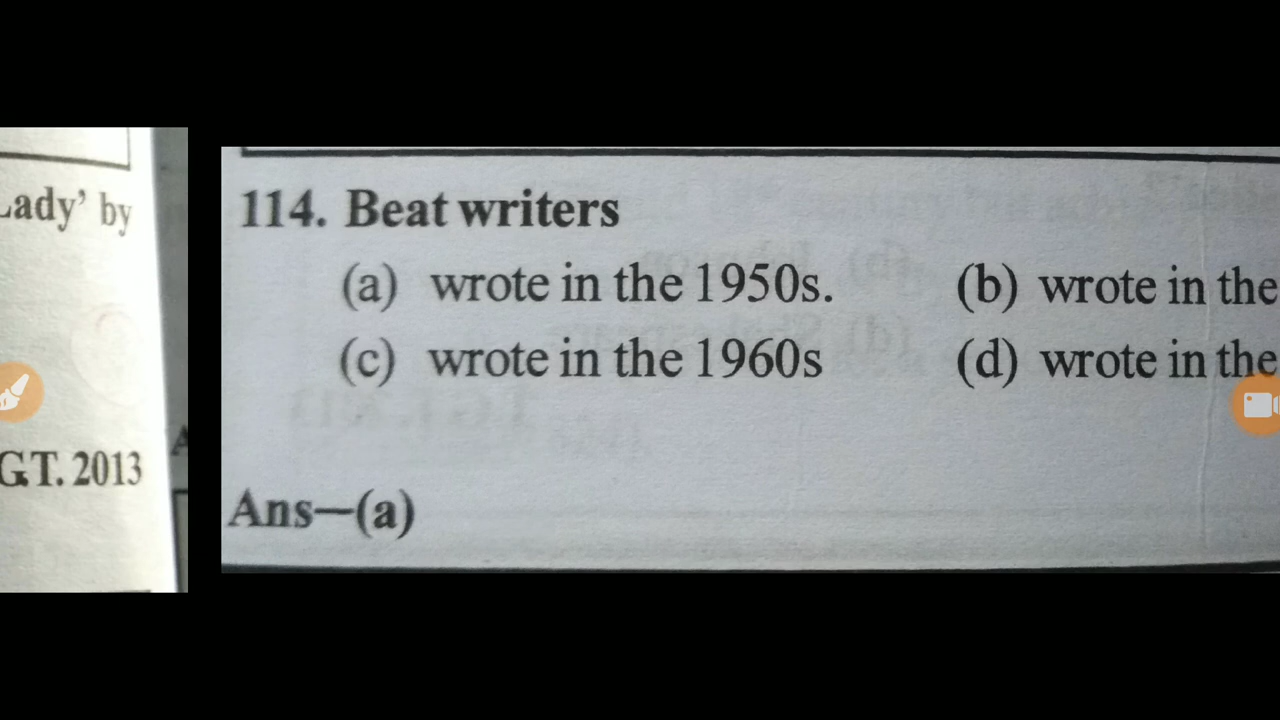 Lady' by
GT. 2013
114. Beat writers
(a) wrote in the 1950s. (b) wrote in the
(c) wrote in the 1960s (d) wrote in the
Ans—(a)